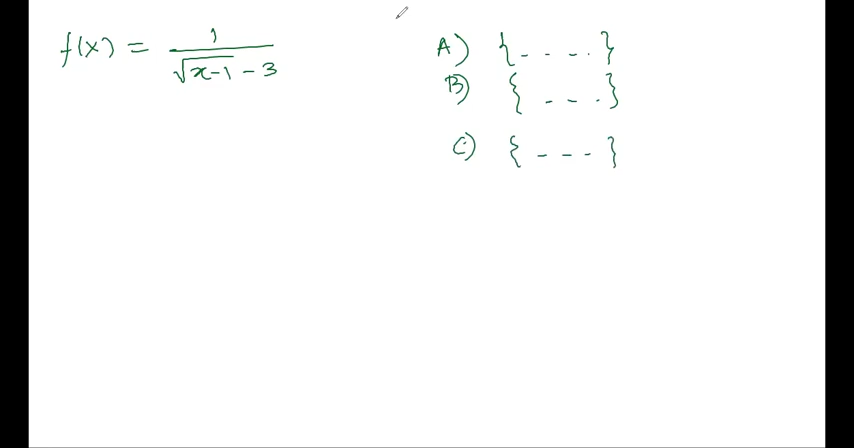 f(x) = 1 / (√(x-1) - 3)
A) { - - - . }
B) { - - - . }
C) { - - - }